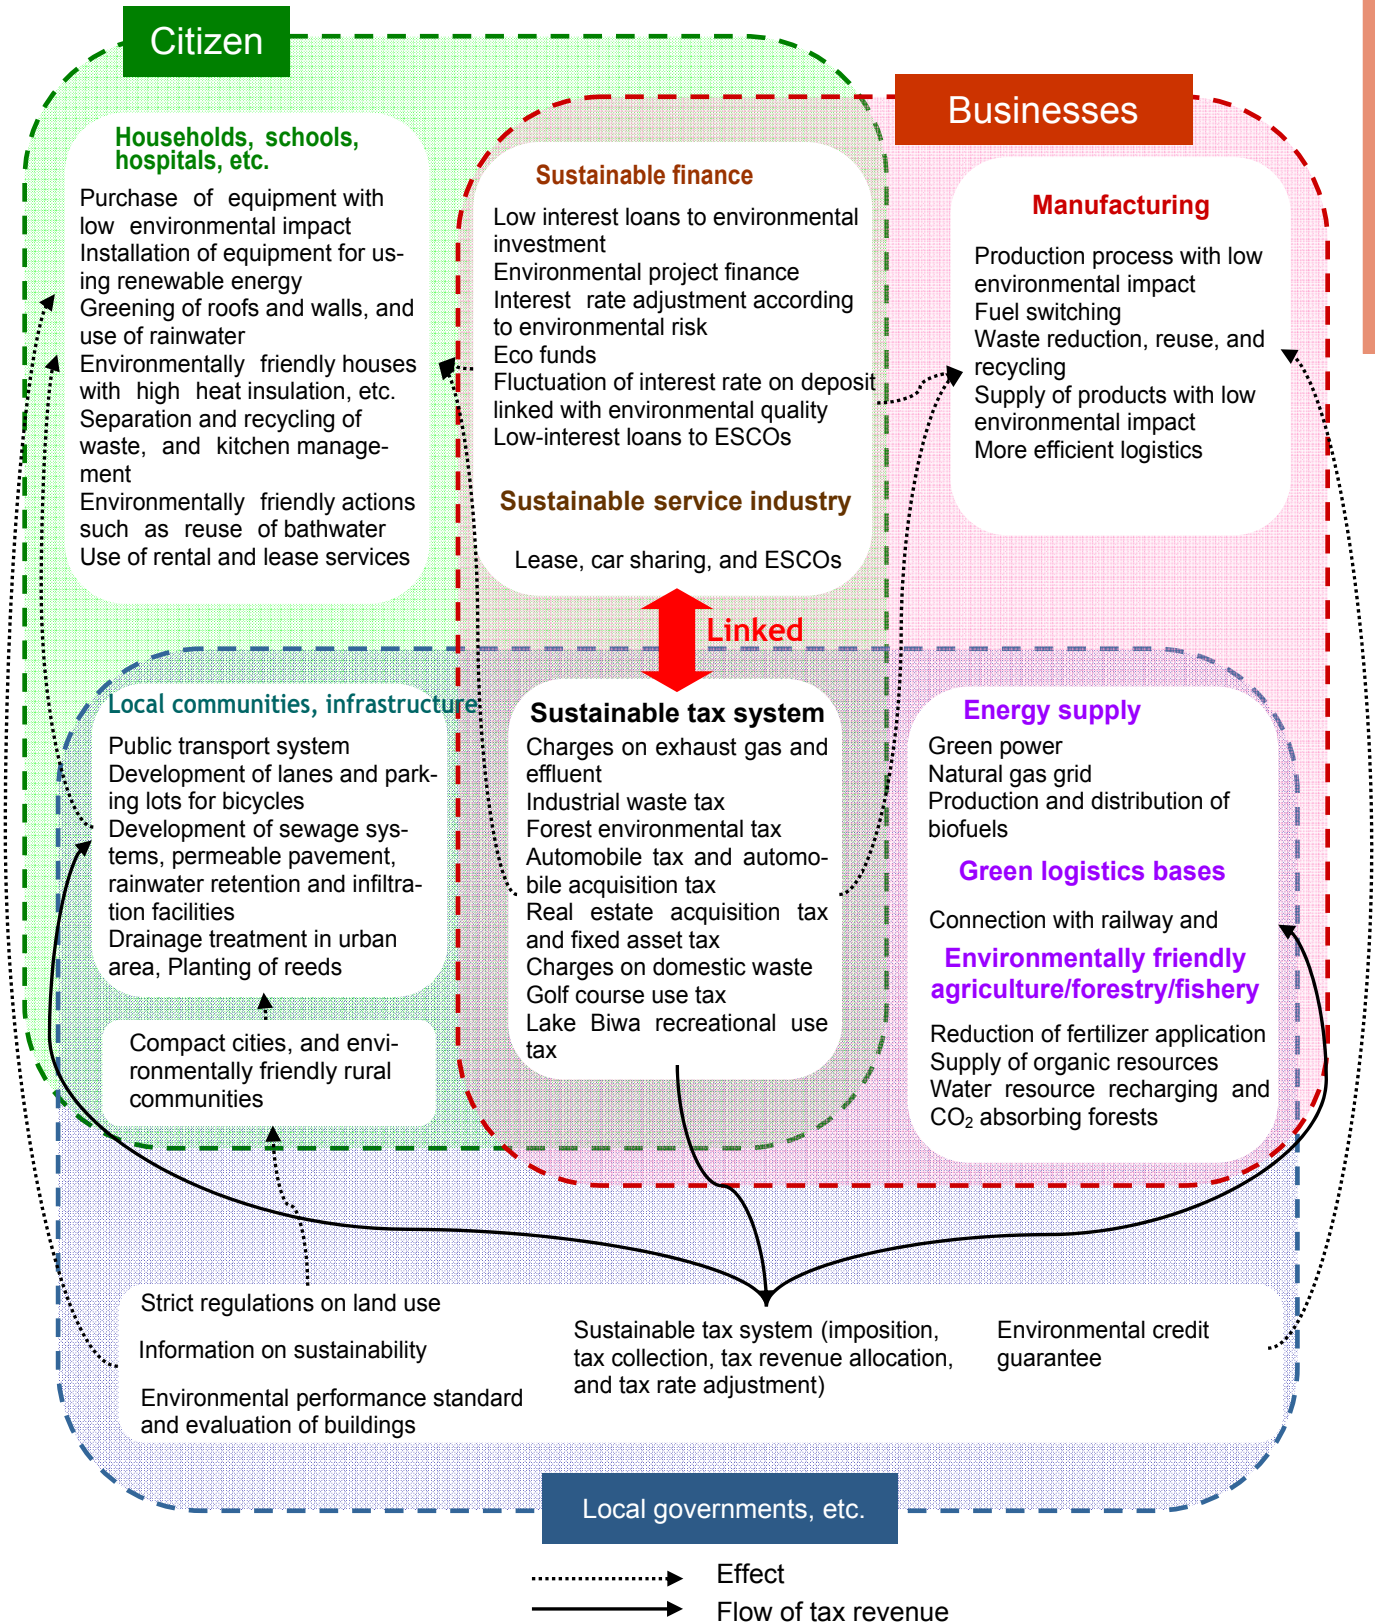 Citizen
Businesses
Households, schools,
hospitals, etc.
Purchase of equipment with
low environmental impact
Installation of equipment for us-
ing renewable energy
Greening of roofs and walls, and
use of rainwater
Environmentally friendly houses
with high heat insulation, etc.
Separation and recycling of
waste, and kitchen manage-
ment
Environmentally friendly actions
such as reuse of bathwater
Use of rental and lease services
Sustainable finance
Low interest loans to environmental
investment
Environmental project finance
Interest rate adjustment according
to environmental risk
Eco funds
Fluctuation of interest rate on deposit
linked with environmental quality
Low-interest loans to ESCOs
Sustainable service industry
Lease, car sharing, and ESCOs
Manufacturing
Production process with low
environmental impact
Fuel switching
Waste reduction, reuse, and
recycling
Supply of products with low
environmental impact
More efficient logistics
Linked
Local communities, infrastructure
Public transport system
Development of lanes and park-
ing lots for bicycles
Development of sewage sys-
tems, permeable pavement,
rainwater retention and infiltra-
tion facilities
Drainage treatment in urban
area, Planting of reeds
Compact cities, and envi-
ronmentally friendly rural
communities
Sustainable tax system
Charges on exhaust gas and
effluent
Industrial waste tax
Forest environmental tax
Automobile tax and automo-
bile acquisition tax
Real estate acquisition tax
and fixed asset tax
Charges on domestic waste
Golf course use tax
Lake Biwa recreational use
tax
Energy supply
Green power
Natural gas grid
Production and distribution of
biofuels
Green logistics bases
Connection with railway and
Environmentally friendly
agriculture/forestry/fishery
Reduction of fertilizer application
Supply of organic resources
Water resource recharging and
CO₂ absorbing forests
Strict regulations on land use
Information on sustainability
Environmental performance standard
and evaluation of buildings
Sustainable tax system (imposition,
tax collection, tax revenue allocation,
and tax rate adjustment)
Environmental credit
guarantee
Local governments, etc.
Effect
Flow of tax revenue